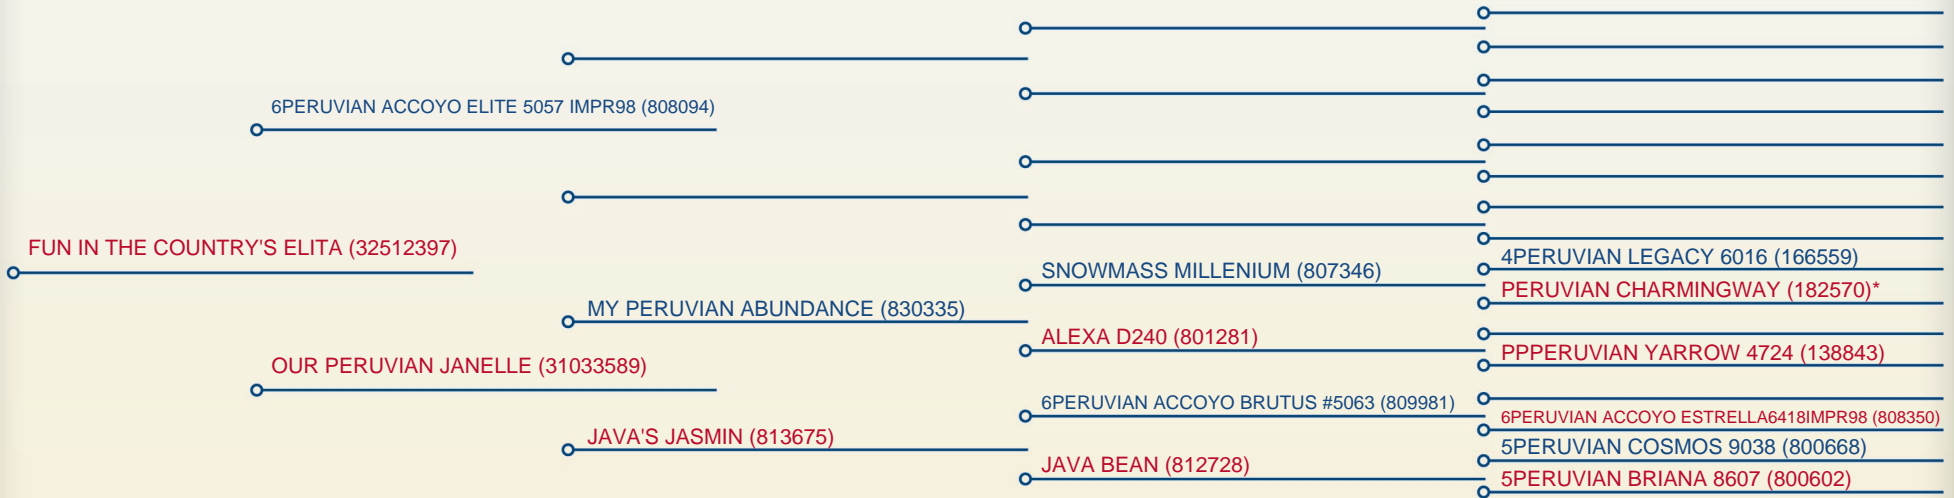 6PERUVIAN ACCOYO ELITE 5057 IMPR98 (808094)
FUN IN THE COUNTRY'S ELITA (32512397)
4PERUVIAN LEGACY 6016 (166559)
SNOWMASS MILLENIUM (807346)
PERUVIAN CHARMINGWAY (182570)*
MY PERUVIAN ABUNDANCE (830335)
ALEXA D240 (801281)
PPPERUVIAN YARROW 4724 (138843)
OUR PERUVIAN JANELLE (31033589)
6PERUVIAN ACCOYO BRUTUS #5063 (809981)
6PERUVIAN ACCOYO ESTRELLA6418IMPR98 (808350)
JAVA'S JASMIN (813675)
5PERUVIAN COSMOS 9038 (800668)
JAVA BEAN (812728)
5PERUVIAN BRIANA 8607 (800602)